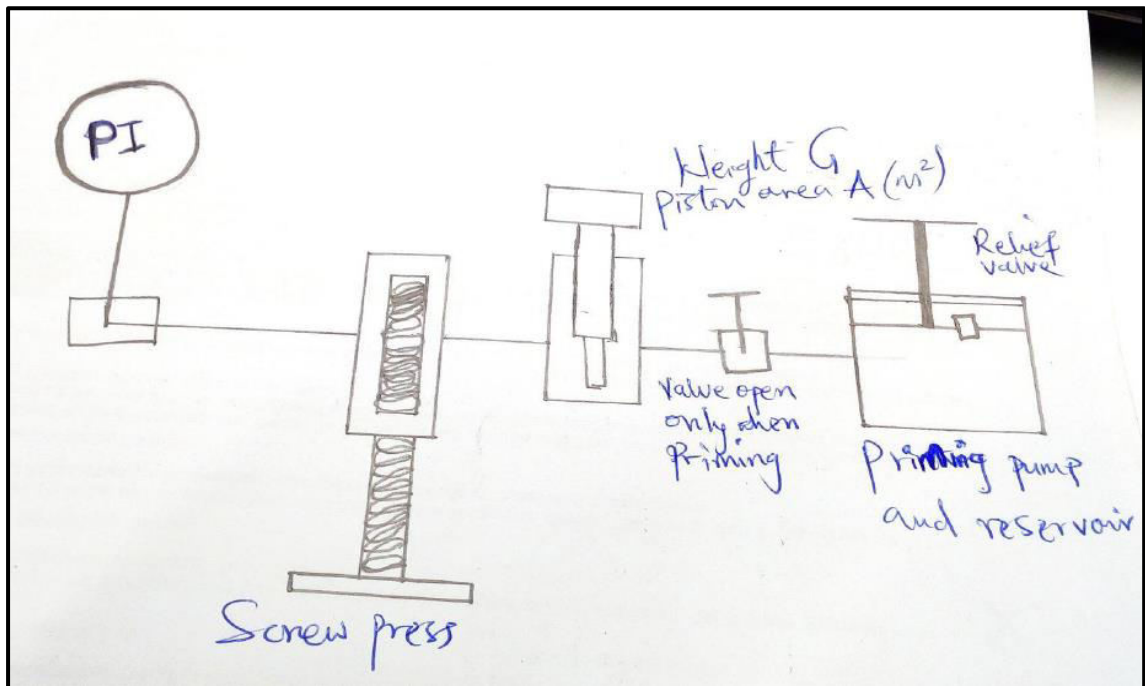 PI
Weight G
Piston area A (m²)
Relief
valve
Valve open
only when
Priming
Priming pump
and reservoir
Screw press